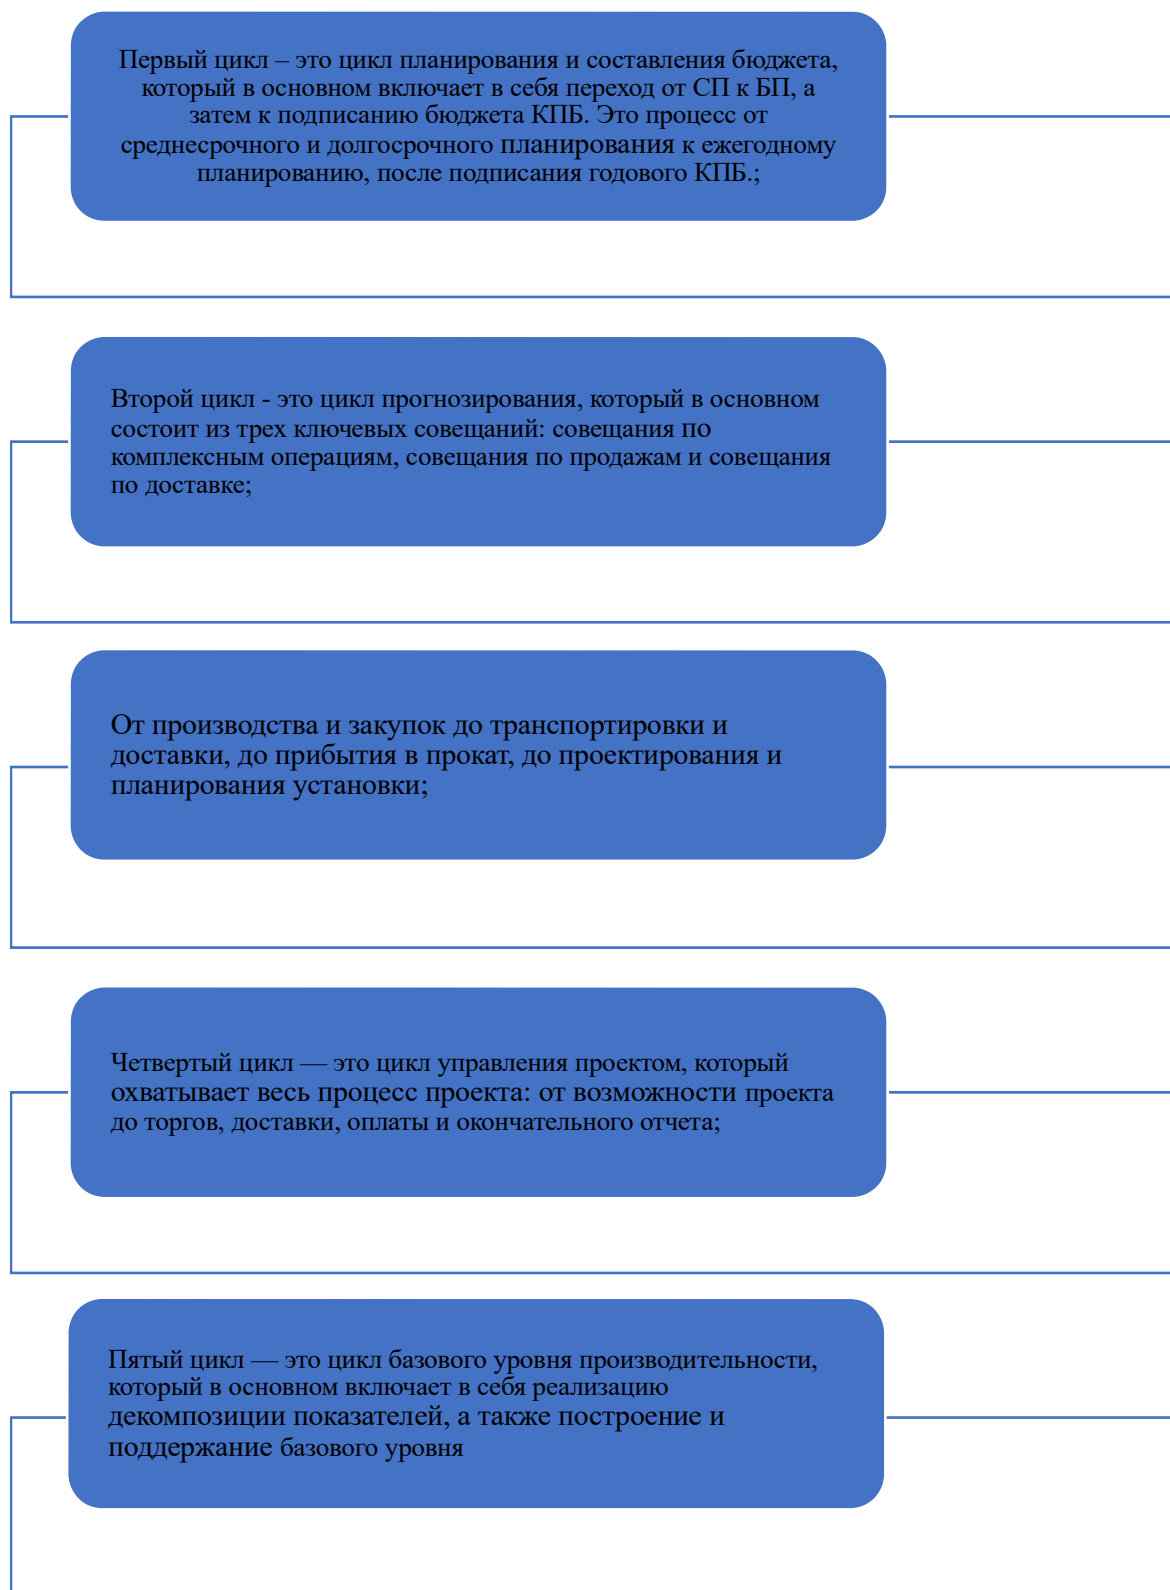 Первый цикл – это цикл планирования и составления бюджета,
который в основном включает в себя переход от СП к БП, а
затем к подписанию бюджета КПБ. Это процесс от
среднесрочного и долгосрочного планирования к ежегодному
планированию, после подписания годового КПБ.;
Второй цикл - это цикл прогнозирования, который в основном
состоит из трех ключевых совещаний: совещания по
комплексным операциям, совещания по продажам и совещания
по доставке;
От производства и закупок до транспортировки и
доставки, до прибытия в прокат, до проектирования и
планирования установки;
Четвертый цикл — это цикл управления проектом, который
охватывает весь процесс проекта: от возможности проекта
до торгов, доставки, оплаты и окончательного отчета;
Пятый цикл — это цикл базового уровня производительности,
который в основном включает в себя реализацию
декомпозиции показателей, а также построение и
поддержание базового уровня